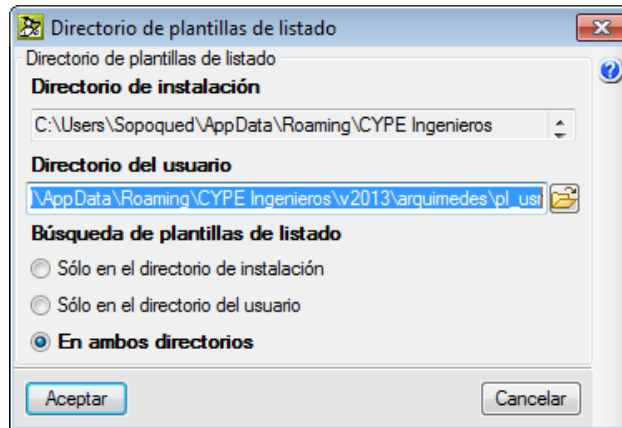 Directorio de plantillas de listado
Directorio de plantillas de listado
Directorio de instalación
C:\Users\Sopoqued\AppData\Roaming\CYPE Ingenieros
Directorio del usuario
\AppData\Roaming\CYPE Ingenieros\v2013\arquimedes\pl_usr
Búsqueda de plantillas de listado
Sólo en el directorio de instalación
Sólo en el directorio del usuario
En ambos directorios
Aceptar
Cancelar